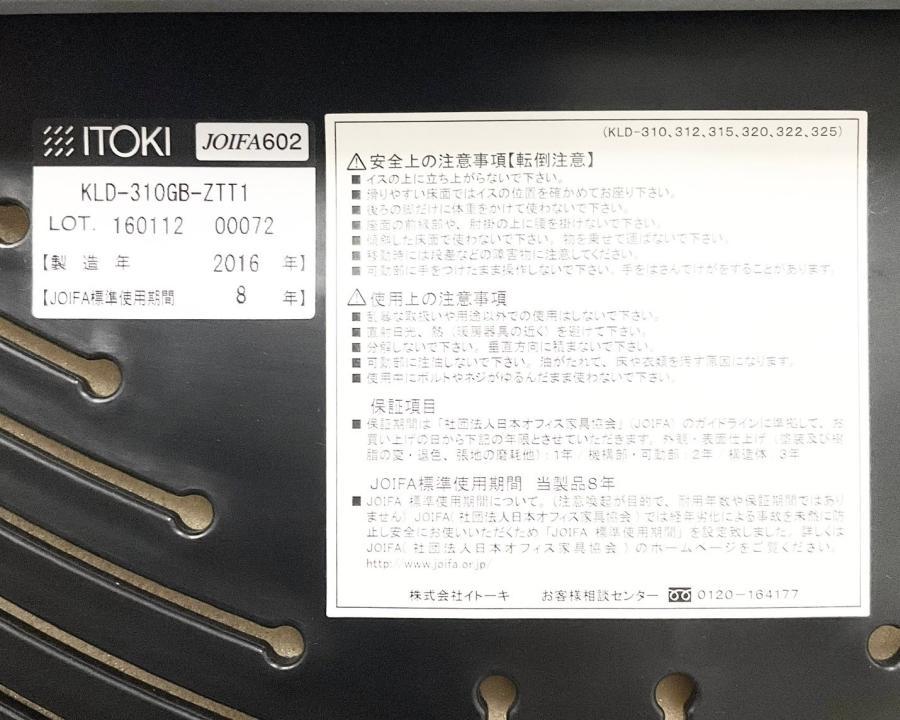 ITOKI JOIFA602
KLD-310GB-ZTT1
LOT. 160112 00072
【製造年 2016 年】
【JOIFA標準使用期間 8 年】
(KLD-310、312、315、320、322、325)
⚠安全上の注意事項【転倒注意】
■ イスの上に立ち上がらないで下さい。
■ 滑りやすい床面ではイスの位置を確かめてお座り下さい。
■ 後ろの脚だけに体重をかけて使わないで下さい。
■ 座面の前縁部や、肘掛の上に腰を掛けないで下さい。
■ 傾斜した床面で使わないで下さい。物を乗せて運ばないで下さい。
■ 移動時には段差などの障害物に注意してください。
■ 可動部に手をつけたまま操作しないで下さい。手をはさんでけがをすることがあります。
⚠使用上の注意事項
■ 乱暴な取扱いや用途以外での使用はしないで下さい。
■ 直射日光、熱(暖房器具の近く)を避けて下さい。
■ 分解しないで下さい。垂直方向に積まないで下さい。
■ 可動部に注油しないで下さい。油がたれて、床や衣類を汚す原因になります。
■ 使用中にボルトやネジがゆるんだまま使わないで下さい。
保証項目
■ 保証期間は「社団法人日本オフィス家具協会」(JOIFA)のガイドラインに準拠して、お
買い上げの日から下記の年限とさせていただきます。外観・表面仕上げ(塗装及び樹
脂の変・退色、張地の磨耗他):1年/機構部・可動部:2年/構造体 3年
JOIFA標準使用期間 当製品8年
■ JOIFA 標準使用期間について。(注意喚起が目的で、耐用年数や保証期間ではあり
ません) JOIFA(社団法人日本オフィス家具協会)では経年劣化による事故を未然に防
止し安全にお使いいただくため「JOIFA 標準使用期間」を設定致しました。詳しくは
JOIFA(社団法人日本オフィス家具協会)のホームページをご覧ください。
http://www.joifa.or.jp/
株式会社イトーキ お客様相談センター 0120-164177